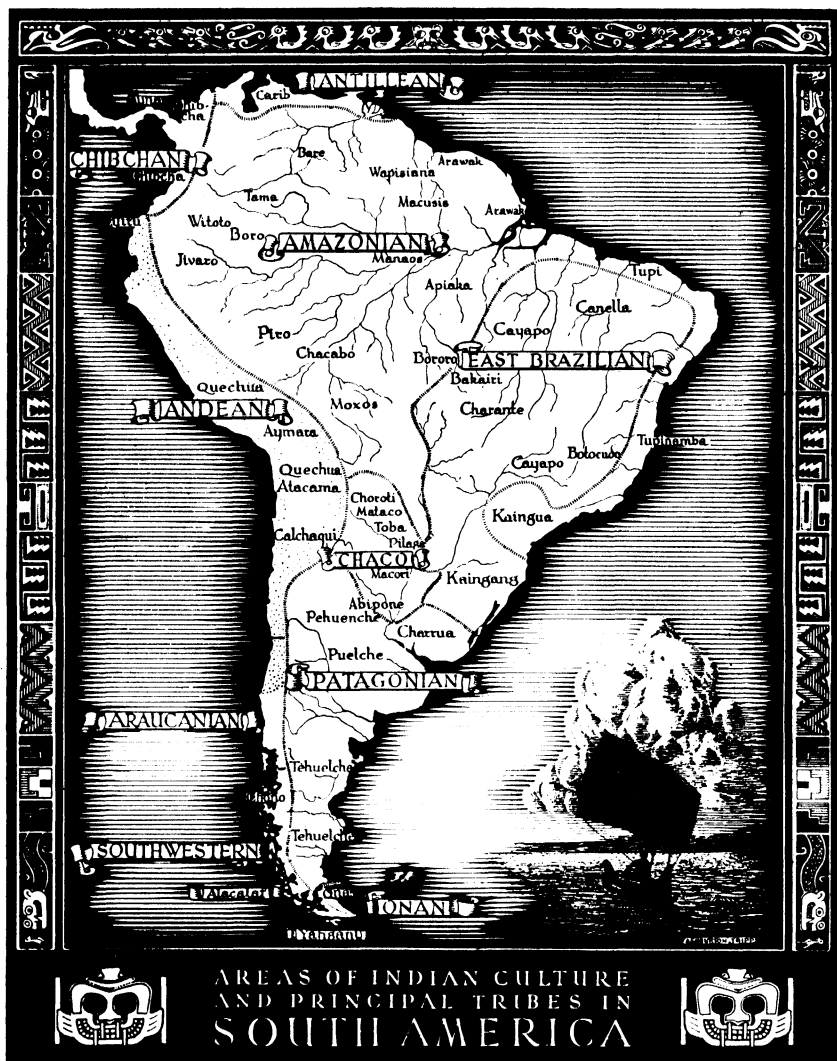 ANTILLEAN
Carib
CHIBCHAN
Chibcha
Bare
Arawak
Wapisiana
Tama
Macusis
Arawak
Witoto
Boro
AMAZONIAN
Manaos
Jivaro
Tupi
Apiaka
Canella
Piro
Cayapo
Chacabo
Bororo
EAST BRAZILIAN
Bakairi
Quechua
ANDEAN
Moxos
Charante
Aymara
Tupinamba
Botocudo
Quechua
Cayapo
Atacama
Choroti
Mataco
Kaingua
Toba
Calchaqui
Pilaga
CHACO
Macori
Kaingang
Abipone
Pehuenche
Charrua
Puelche
PATAGONIAN
ARAUCANIAN
Tehuelche
Chono
Tehuelche
SOUTHWESTERN
Alacaluf
Ona
ONAN
AREAS OF INDIAN CULTURE
AND PRINCIPAL TRIBES IN
SOUTH AMERICA